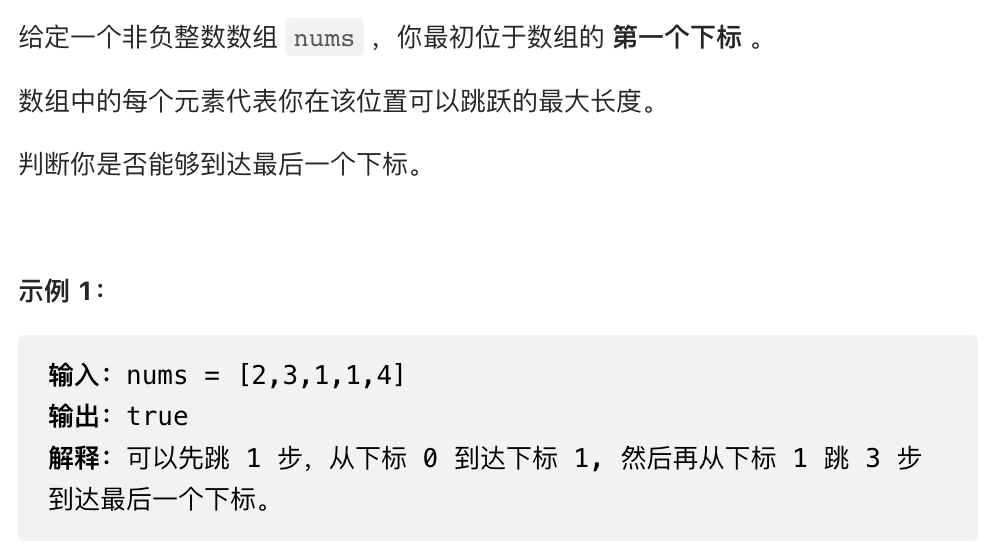 给定一个非负整数数组 nums ，你最初位于数组的 第一个下标 。
数组中的每个元素代表你在该位置可以跳跃的最大长度。
判断你是否能够到达最后一个下标。
示例 1：
输入：nums = [2,3,1,1,4]
输出：true
解释：可以先跳 1 步，从下标 0 到达下标 1, 然后再从下标 1 跳 3 步
到达最后一个下标。